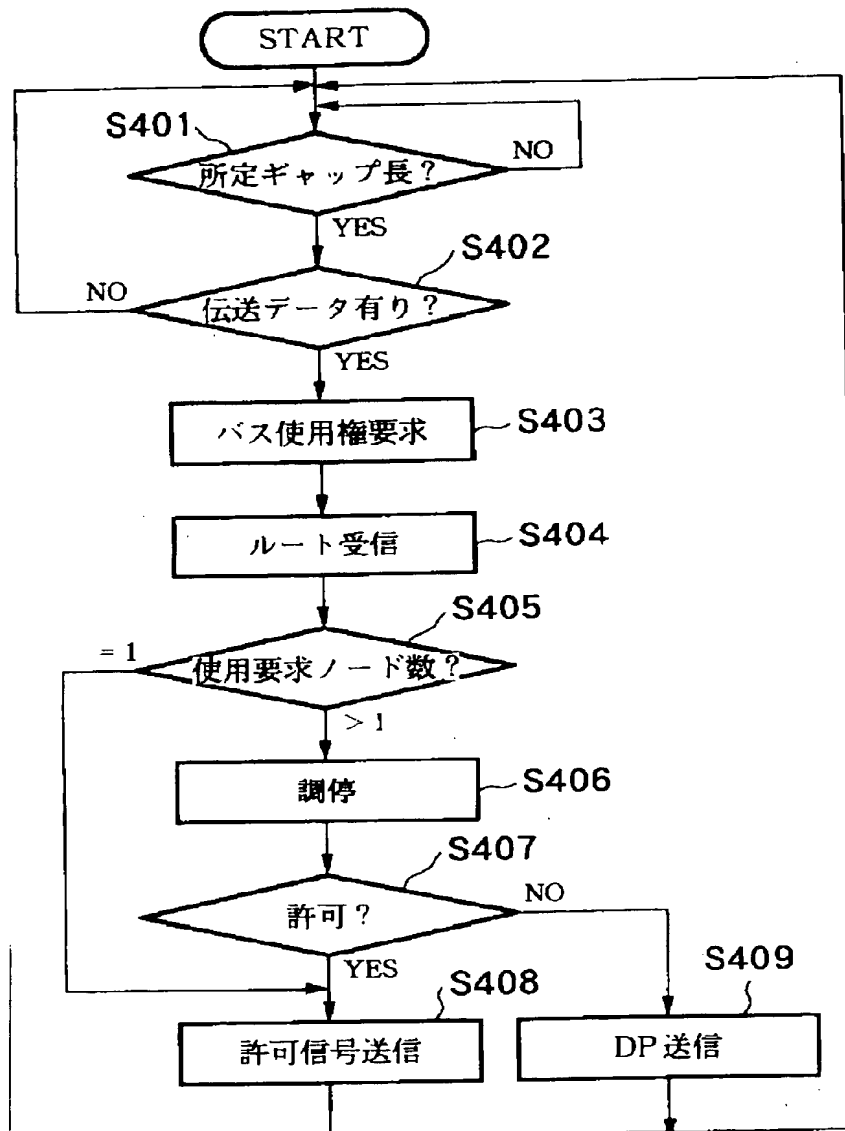 START
S401
所定ギャップ長?
NO
YES
S402
NO
伝送データ有り?
YES
バス使用権要求
S403
ルート受信
S404
S405
= 1
使用要求ノード数?
> 1
調停
S406
S407
許可?
NO
YES
S408
S409
許可信号送信
DP 送信